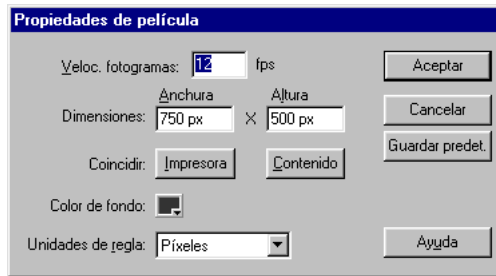 Propiedades de película
Veloc. fotogramas: 12 fps
Aceptar
Anchura Altura
Dimensiones: 750 px X 500 px
Cancelar
Guardar predet.
Coincidir: Impresora Contenido
Color de fondo:
Unidades de regla: Píxeles
Ayuda